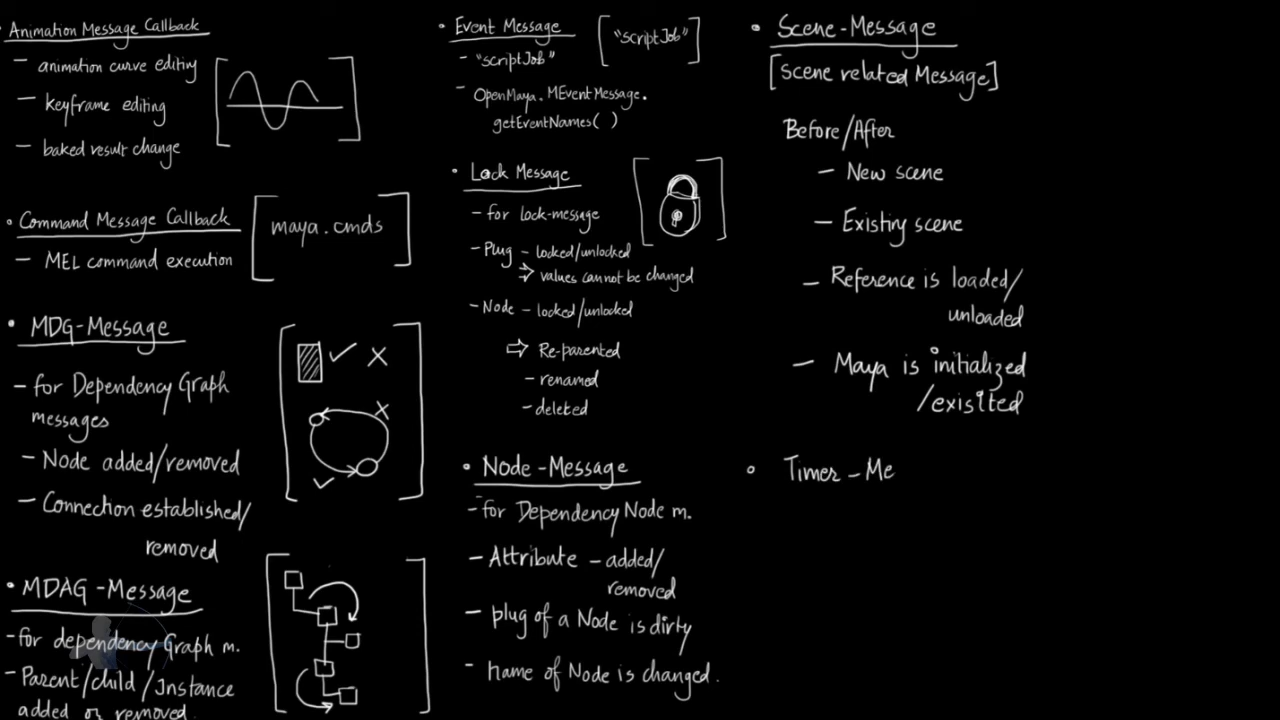 • Animation Message Callback
– animation curve editing
– keyframe editing
– baked result change
• Command Message Callback
– MEL command execution
[maya.cmds]
• MDG-Message
– for Dependency Graph
messages
– Node added/removed
– Connection established/
removed
• MDAG-Message
– for dependency Graph m.
– Parent/child/Instance
added or removed.
• Event Message
["scriptJob"]
– "scriptJob"
– OpenMaya.MEventMessage.
getEventNames( )
• Lock Message
– for lock-message
– Plug – locked/unlocked
⇒ values cannot be changed
– Node – locked/unlocked
⇒ Re-parented
– renamed
– deleted
• Node-Message
– for Dependency Node m.
– Attribute – added/
removed
– plug of a Node is dirty
– name of Node is changed.
• Scene-Message
[Scene related Message]
Before/After
– New scene
– Existing scene
– Reference is loaded/
unloaded
– Maya is initialized
/exisited
• Timer-Me